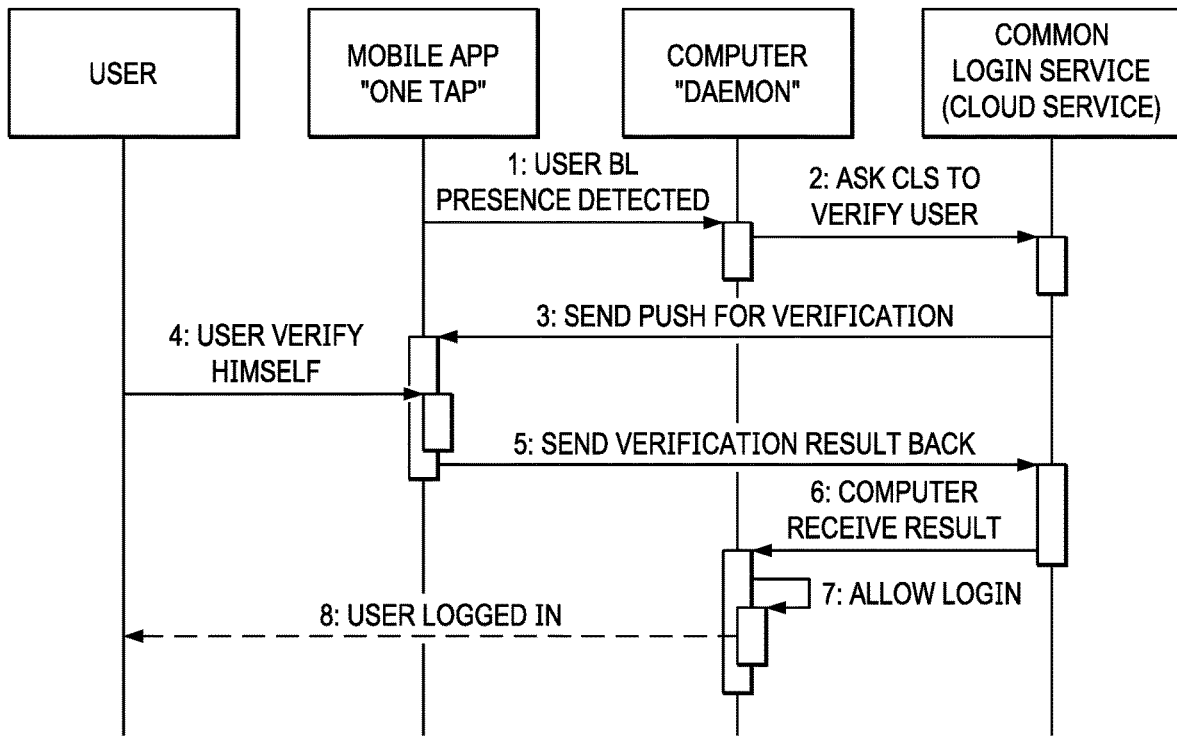 USER
MOBILE APP
"ONE TAP"
COMPUTER
"DAEMON"
COMMON
LOGIN SERVICE
(CLOUD SERVICE)
1: USER BL
PRESENCE DETECTED
2: ASK CLS TO
VERIFY USER
3: SEND PUSH FOR VERIFICATION
4: USER VERIFY
HIMSELF
5: SEND VERIFICATION RESULT BACK
6: COMPUTER
RECEIVE RESULT
7: ALLOW LOGIN
8: USER LOGGED IN